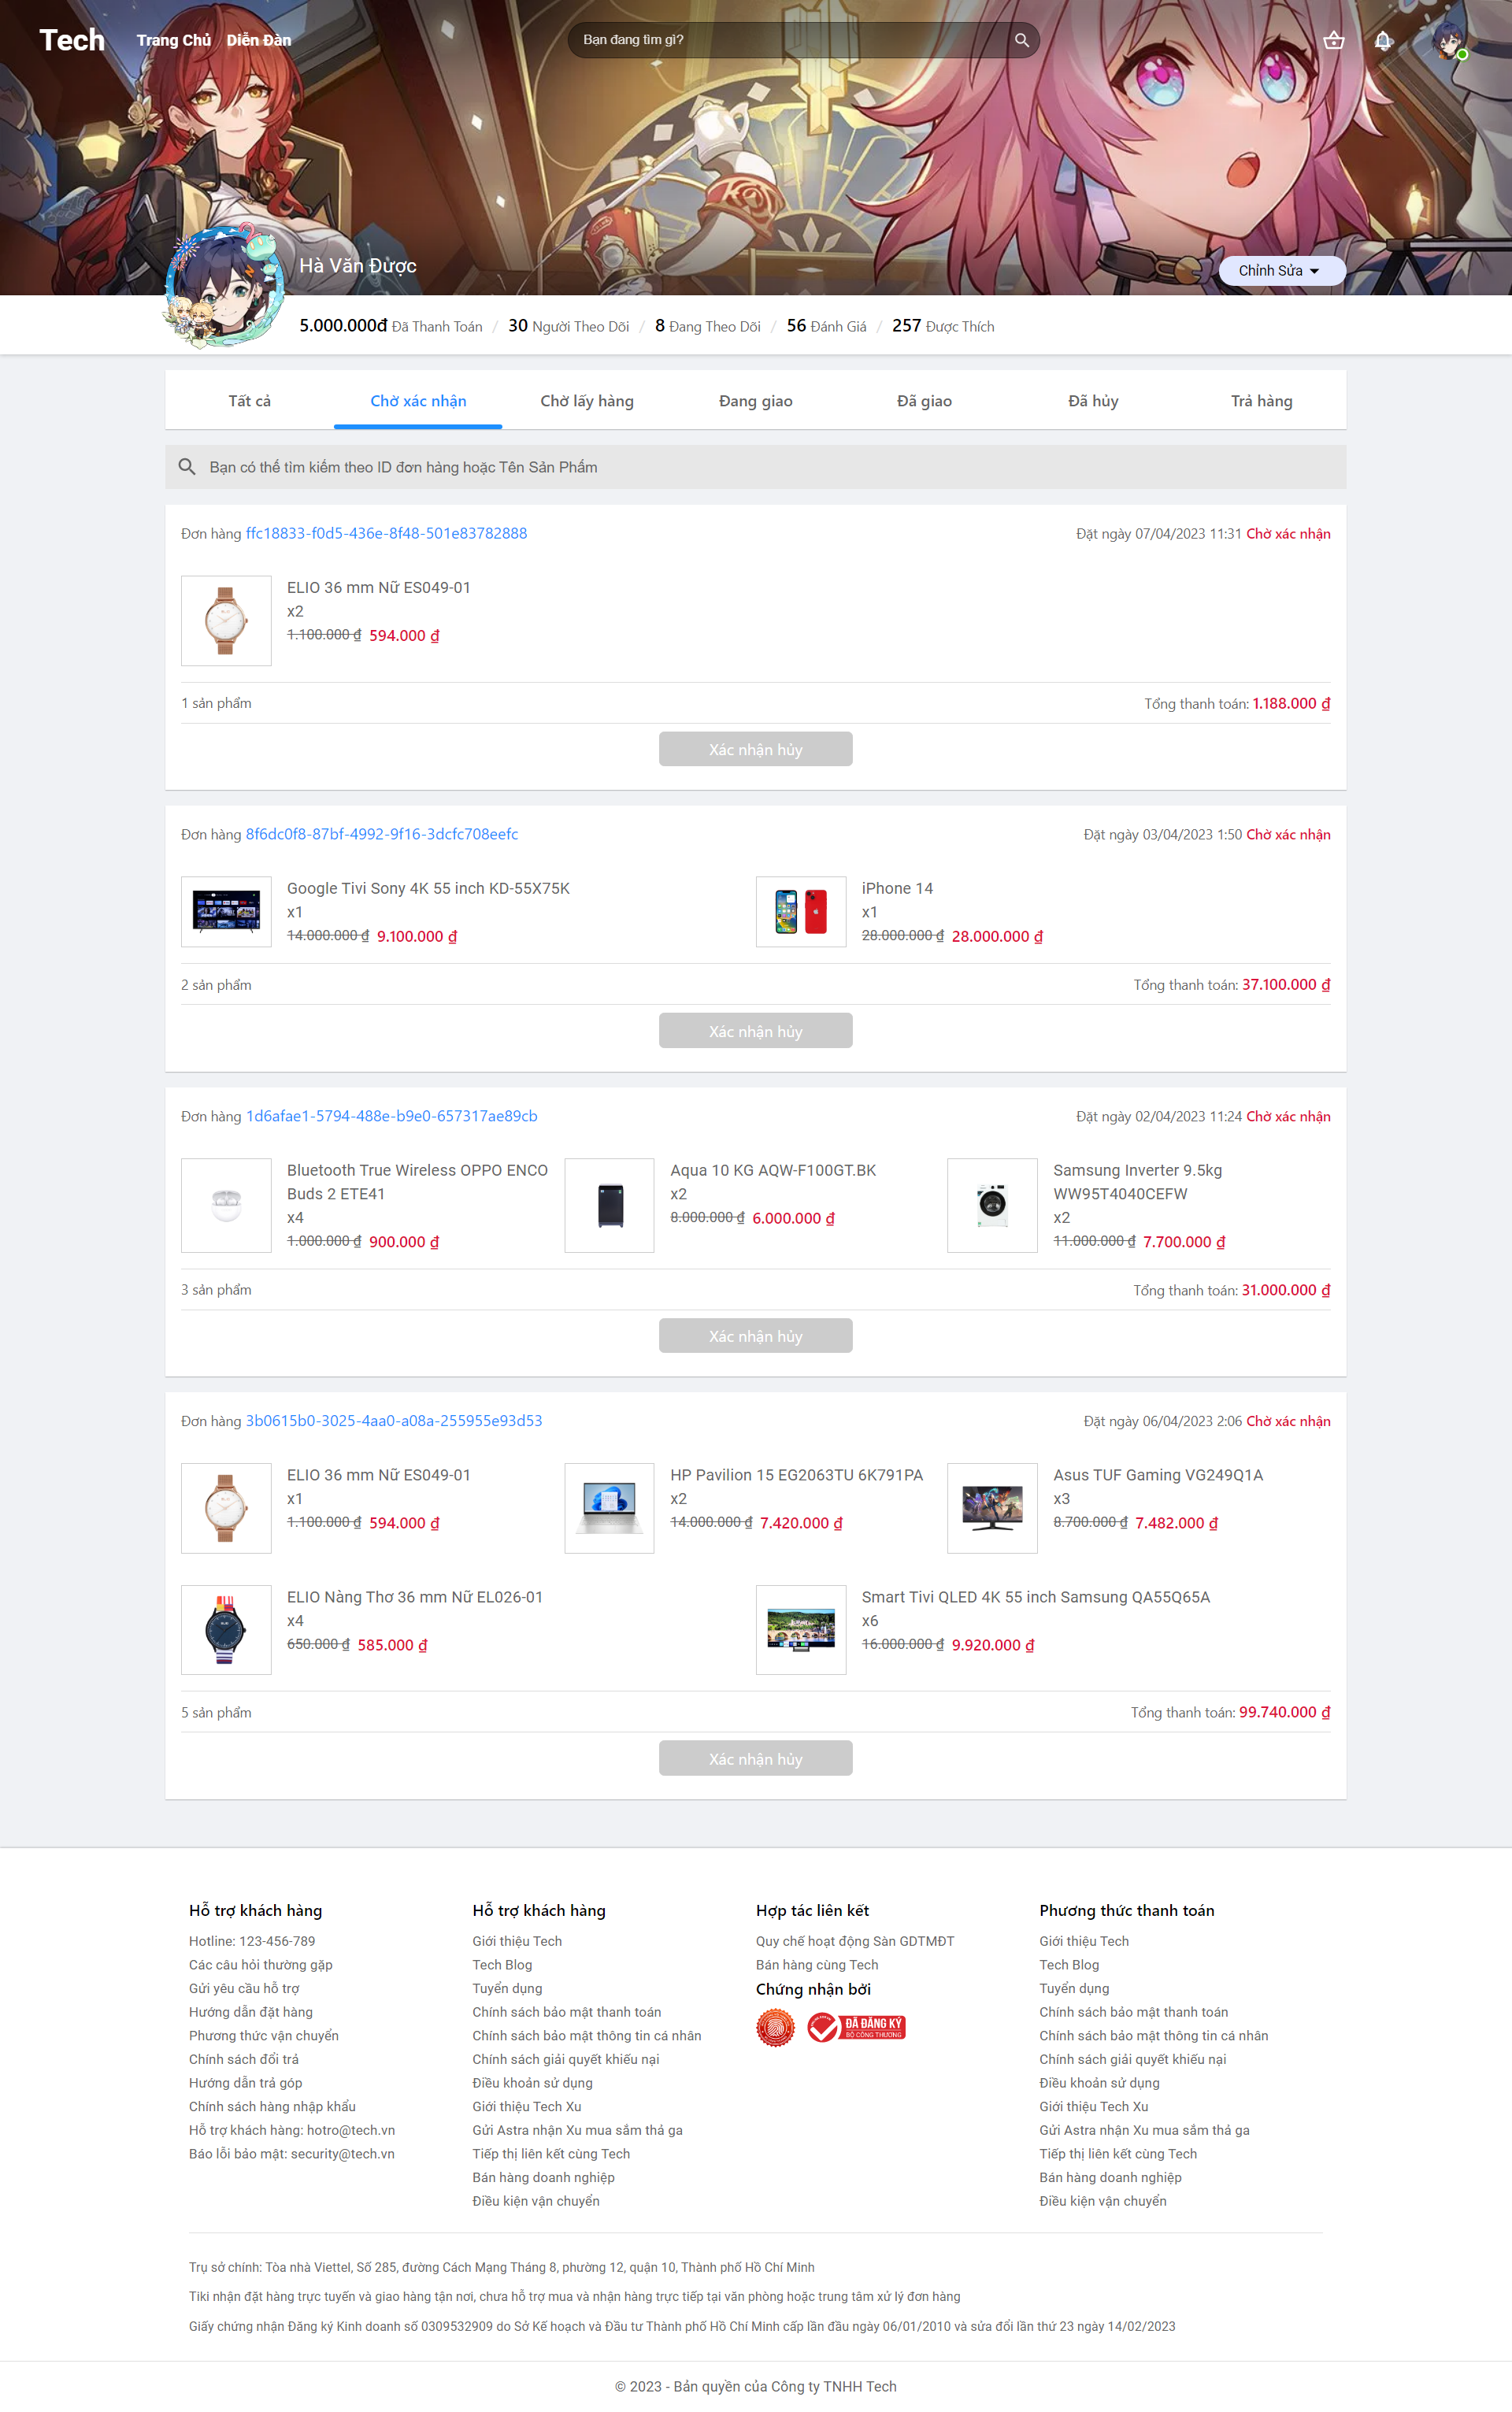 Tech Trang Chủ Diễn Đàn Bạn đang tìm gì?
Hà Văn Được
Chỉnh Sửa
5.000.000đ Đã Thanh Toán / 30 Người Theo Dõi / 8 Đang Theo Dõi / 56 Đánh Giá / 257 Được Thích
Tất cả Chờ xác nhận Chờ lấy hàng Đang giao Đã giao Đã hủy Trả hàng
Bạn có thể tìm kiếm theo ID đơn hàng hoặc Tên Sản Phẩm
Đơn hàng ffc18833-f0d5-436e-8f48-501e83782888 Đặt ngày 07/04/2023 11:31 Chờ xác nhận
ELIO 36 mm Nữ ES049-01
x2
1.100.000 ₫ 594.000 ₫
1 sản phẩm Tổng thanh toán: 1.188.000 ₫
Xác nhận hủy
Đơn hàng 8f6dc0f8-87bf-4992-9f16-3dcfc708eefc Đặt ngày 03/04/2023 1:50 Chờ xác nhận
Google Tivi Sony 4K 55 inch KD-55X75K
x1
14.000.000 ₫ 9.100.000 ₫
iPhone 14
x1
28.000.000 ₫ 28.000.000 ₫
2 sản phẩm Tổng thanh toán: 37.100.000 ₫
Xác nhận hủy
Đơn hàng 1d6afae1-5794-488e-b9e0-657317ae89cb Đặt ngày 02/04/2023 11:24 Chờ xác nhận
Bluetooth True Wireless OPPO ENCO
Buds 2 ETE41
x4
1.000.000 ₫ 900.000 ₫
Aqua 10 KG AQW-F100GT.BK
x2
8.000.000 ₫ 6.000.000 ₫
Samsung Inverter 9.5kg
WW95T4040CEFW
x2
11.000.000 ₫ 7.700.000 ₫
3 sản phẩm Tổng thanh toán: 31.000.000 ₫
Xác nhận hủy
Đơn hàng 3b0615b0-3025-4aa0-a08a-255955e93d53 Đặt ngày 06/04/2023 2:06 Chờ xác nhận
ELIO 36 mm Nữ ES049-01
x1
1.100.000 ₫ 594.000 ₫
HP Pavilion 15 EG2063TU 6K791PA
x2
14.000.000 ₫ 7.420.000 ₫
Asus TUF Gaming VG249Q1A
x3
8.700.000 ₫ 7.482.000 ₫
ELIO Nàng Thơ 36 mm Nữ EL026-01
x4
650.000 ₫ 585.000 ₫
Smart Tivi QLED 4K 55 inch Samsung QA55Q65A
x6
16.000.000 ₫ 9.920.000 ₫
5 sản phẩm Tổng thanh toán: 99.740.000 ₫
Xác nhận hủy
Hỗ trợ khách hàng
Hotline: 123-456-789
Các câu hỏi thường gặp
Gửi yêu cầu hỗ trợ
Hướng dẫn đặt hàng
Phương thức vận chuyển
Chính sách đổi trả
Hướng dẫn trả góp
Chính sách hàng nhập khẩu
Hỗ trợ khách hàng: hotro@tech.vn
Báo lỗi bảo mật: security@tech.vn
Hỗ trợ khách hàng
Giới thiệu Tech
Tech Blog
Tuyển dụng
Chính sách bảo mật thanh toán
Chính sách bảo mật thông tin cá nhân
Chính sách giải quyết khiếu nại
Điều khoản sử dụng
Giới thiệu Tech Xu
Gửi Astra nhận Xu mua sắm thả ga
Tiếp thị liên kết cùng Tech
Bán hàng doanh nghiệp
Điều kiện vận chuyển
Hợp tác liên kết
Quy chế hoạt động Sàn GDTMĐT
Bán hàng cùng Tech
Chứng nhận bởi
ĐÃ ĐĂNG KÝ
BỘ CÔNG THƯƠNG
Phương thức thanh toán
Giới thiệu Tech
Tech Blog
Tuyển dụng
Chính sách bảo mật thanh toán
Chính sách bảo mật thông tin cá nhân
Chính sách giải quyết khiếu nại
Điều khoản sử dụng
Giới thiệu Tech Xu
Gửi Astra nhận Xu mua sắm thả ga
Tiếp thị liên kết cùng Tech
Bán hàng doanh nghiệp
Điều kiện vận chuyển
Trụ sở chính: Tòa nhà Viettel, Số 285, đường Cách Mạng Tháng 8, phường 12, quận 10, Thành phố Hồ Chí Minh
Tiki nhận đặt hàng trực tuyến và giao hàng tận nơi, chưa hỗ trợ mua và nhận hàng trực tiếp tại văn phòng hoặc trung tâm xử lý đơn hàng
Giấy chứng nhận Đăng ký Kinh doanh số 0309532909 do Sở Kế hoạch và Đầu tư Thành phố Hồ Chí Minh cấp lần đầu ngày 06/01/2010 và sửa đổi lần thứ 23 ngày 14/02/2023
© 2023 - Bản quyền của Công ty TNHH Tech